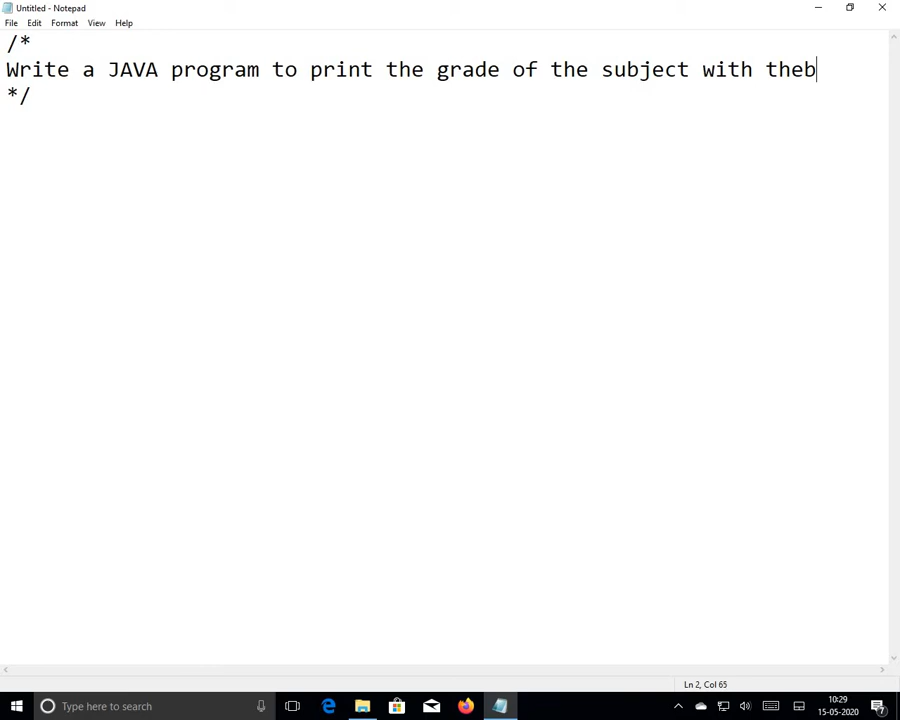 Untitled - Notepad
File Edit Format View Help
/*
Write a JAVA program to print the grade of the subject with theb
*/
Ln 2, Col 65
Type here to search
10:29
15-05-2020
7